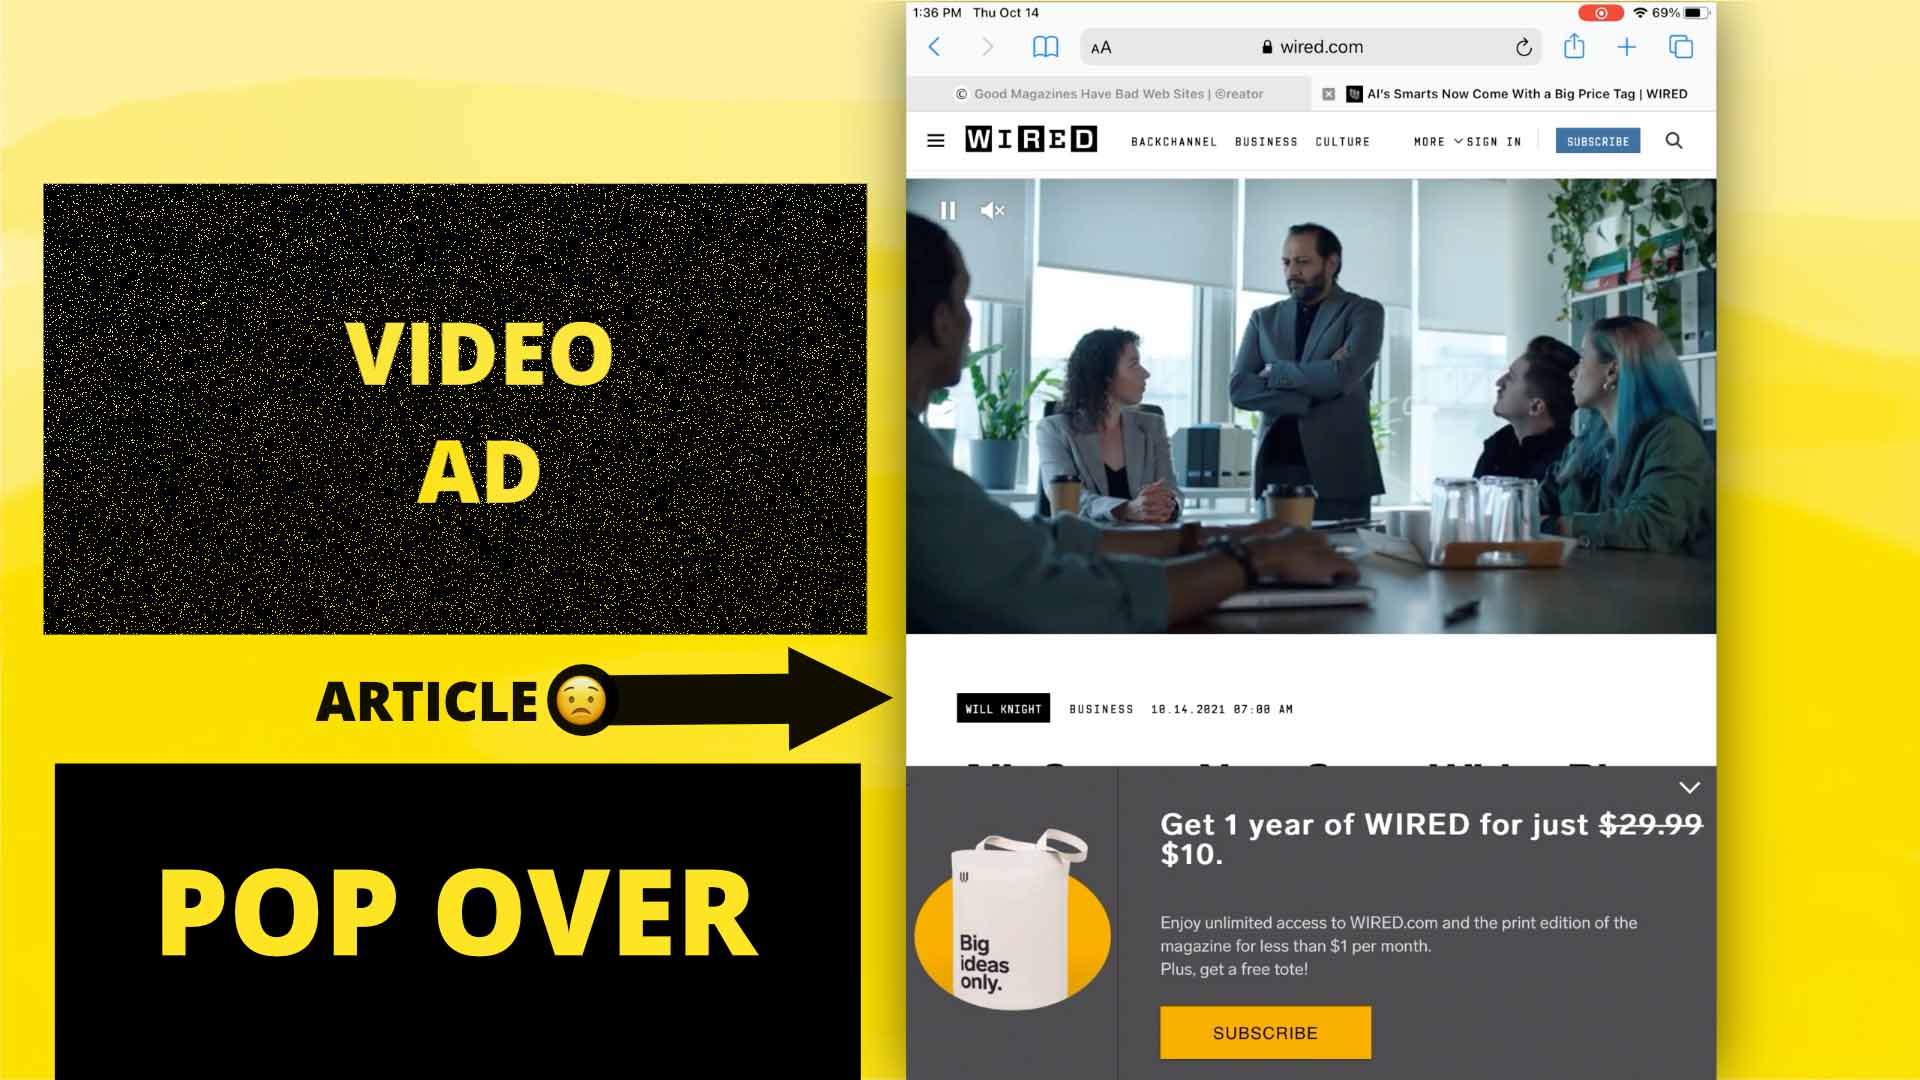 VIDEO
AD
ARTICLE
POP OVER
1:36 PM Thu Oct 14
69%
AA wired.com
© Good Magazines Have Bad Web Sites | ©reator
AI's Smarts Now Come With a Big Price Tag | WIRED
WIRED BACKCHANNEL BUSINESS CULTURE MORE SIGN IN SUBSCRIBE
WILL KNIGHT BUSINESS 10.14.2021 07:00 AM
Get 1 year of WIRED for just $29.99
$10.
Enjoy unlimited access to WIRED.com and the print edition of the
magazine for less than $1 per month.
Plus, get a free tote!
SUBSCRIBE
W
Big
ideas
only.